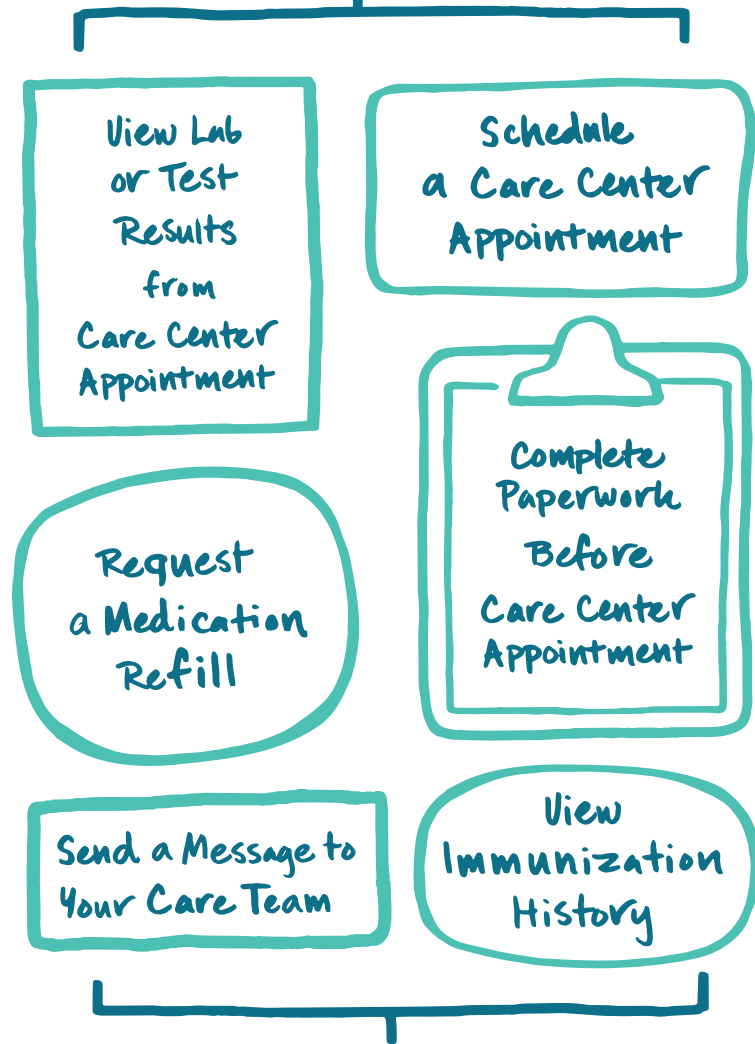 View Lab
or Test
Results
from
Care Center
Appointment
Schedule
a Care Center
Appointment
Complete
Paperwork
Before
Care Center
Appointment
Request
a Medication
Refill
Send a Message to
Your Care Team
View
Immunization
History